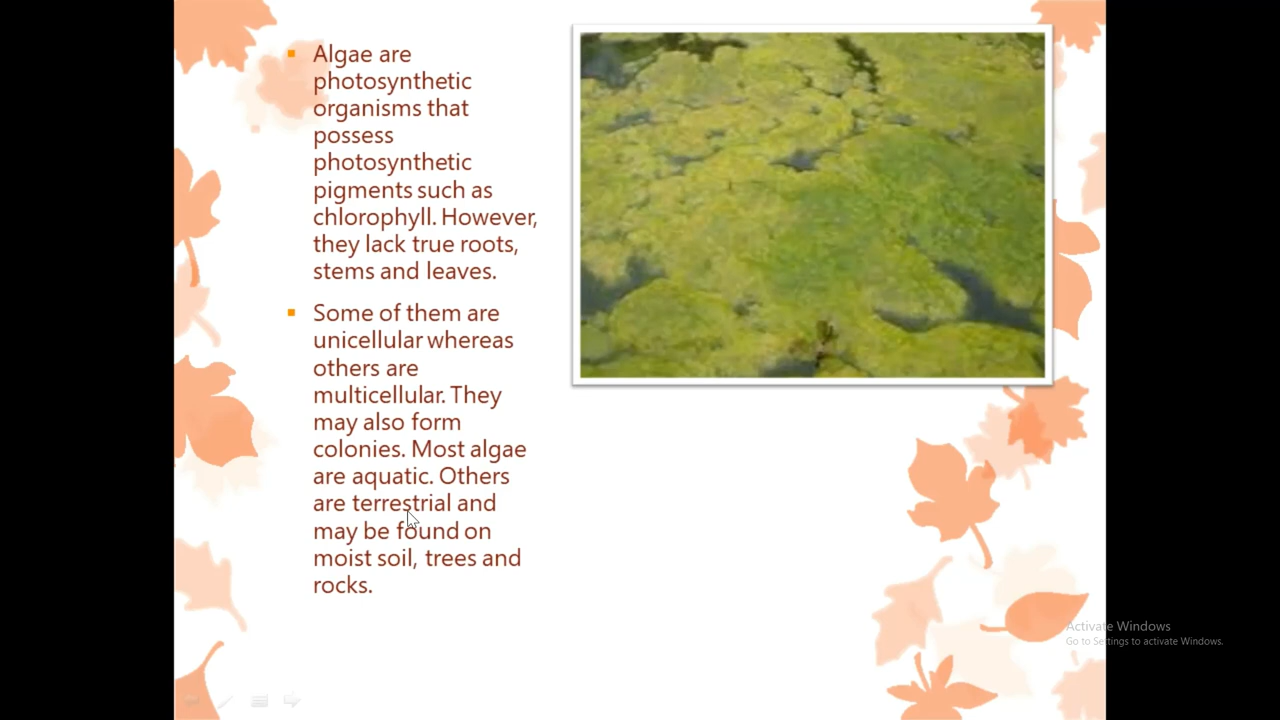 Algae are
photosynthetic
organisms that
possess
photosynthetic
pigments such as
chlorophyll. However,
they lack true roots,
stems and leaves.
Some of them are
unicellular whereas
others are
multicellular. They
may also form
colonies. Most algae
are aquatic. Others
are terrestrial and
may be found on
moist soil, trees and
rocks.
Activate Windows
Go to Settings to activate Windows.